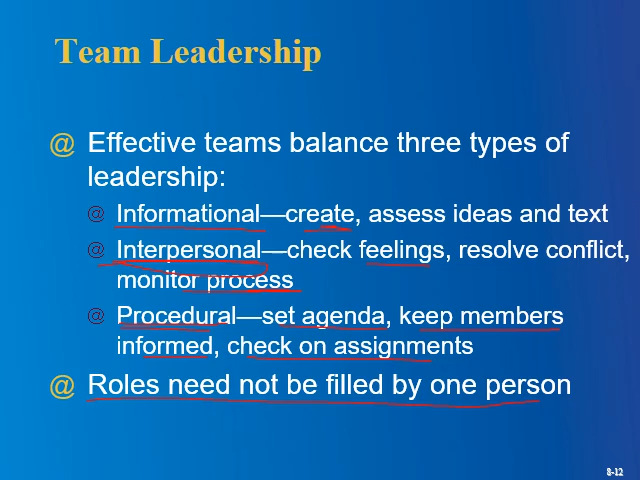 Team Leadership
@ Effective teams balance three types of
leadership:
@ Informational—create, assess ideas and text
@ Interpersonal—check feelings, resolve conflict,
monitor process
@ Procedural—set agenda, keep members
informed, check on assignments
@ Roles need not be filled by one person
8-12